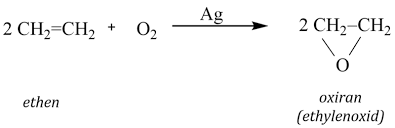 2 CH₂=CH₂ + O₂ Ag 2 CH₂–CH₂
O
ethen
oxiran
(ethylenoxid)